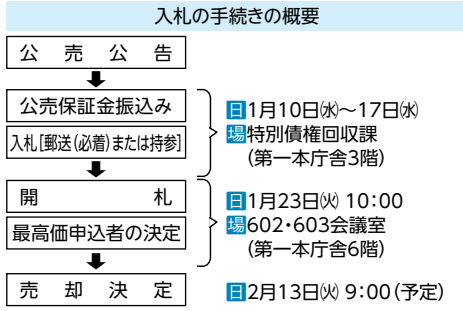 入札の手続きの概要
公売公告
公売保証金振込み
入札[郵送(必着)または持参]
日1月10日㈬～17日㈬
場特別債権回収課
(第一本庁舎3階)
開札
最高価申込者の決定
日1月23日㈫ 10:00
場602・603会議室
(第一本庁舎6階)
売却決定
日2月13日㈫ 9:00(予定)